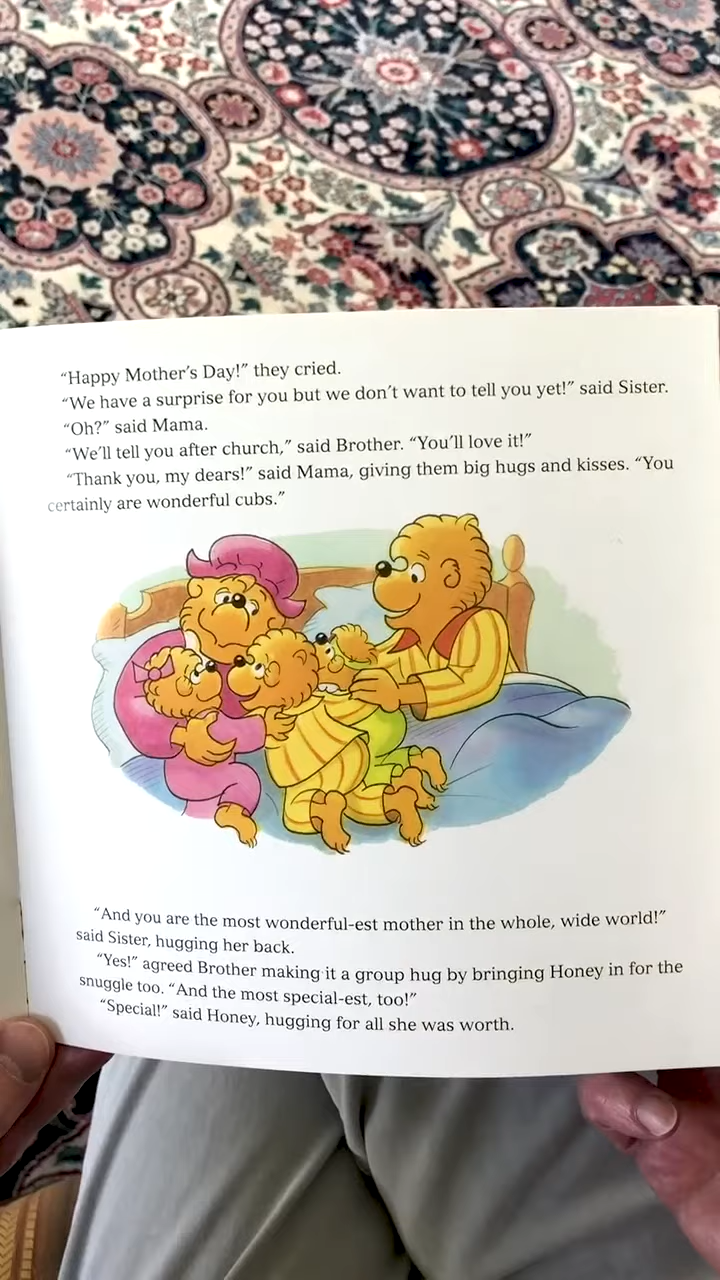 “Happy Mother’s Day!” they cried.
“We have a surprise for you but we don’t want to tell you yet!” said Sister.
“Oh?” said Mama.
“We’ll tell you after church,” said Brother. “You’ll love it!”
“Thank you, my dears!” said Mama, giving them big hugs and kisses. “You
certainly are wonderful cubs.”
“And you are the most wonderful-est mother in the whole, wide world!”
said Sister, hugging her back.
“Yes!” agreed Brother making it a group hug by bringing Honey in for the
snuggle too. “And the most special-est, too!”
“Special!” said Honey, hugging for all she was worth.